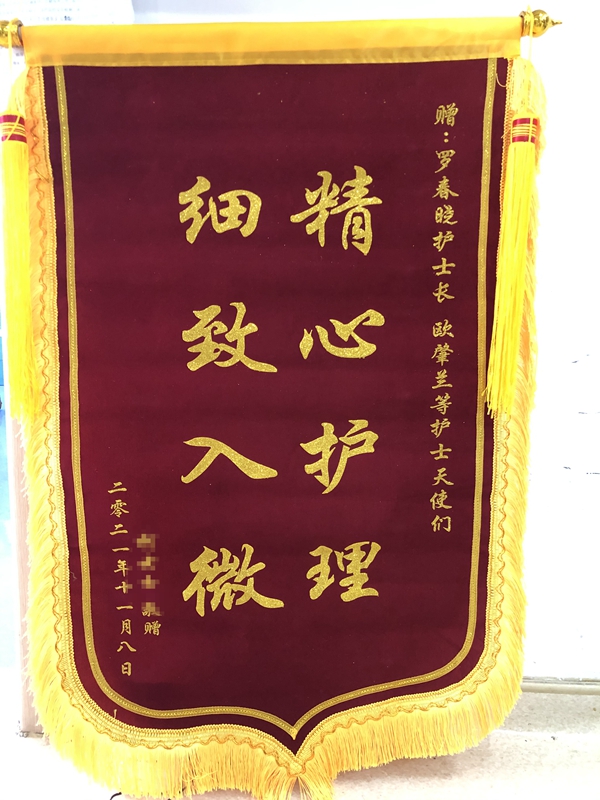 赠：罗春晓护士长 欧肇兰等护士天使们
精心护理
细致入微
赠
二零二一年十一月八日